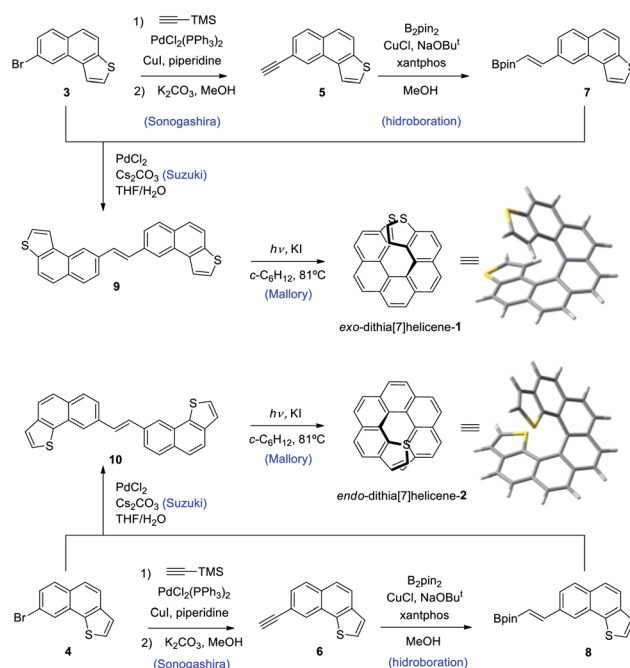 1) ≡—TMS
PdCl2(PPh3)2
CuI, piperidine
2) K2CO3, MeOH
(Sonogashira)
B2pin2
CuCl, NaOBut
xantphos
MeOH
(hidroboration)
Br
S
3
S
5
Bpin
S
7
PdCl2
Cs2CO3 (Suzuki)
THF/H2O
S
S
9
hν, KI
c-C6H12, 81ºC
(Mallory)
S S
exo-dithia[7]helicene-1
S
S
10
hν, KI
c-C6H12, 81ºC
(Mallory)
S
endo-dithia[7]helicene-2
PdCl2
Cs2CO3 (Suzuki)
THF/H2O
Br
S
4
1) ≡—TMS
PdCl2(PPh3)2
CuI, piperidine
2) K2CO3, MeOH
(Sonogashira)
S
6
B2pin2
CuCl, NaOBut
xantphos
MeOH
(hidroboration)
Bpin
S
8